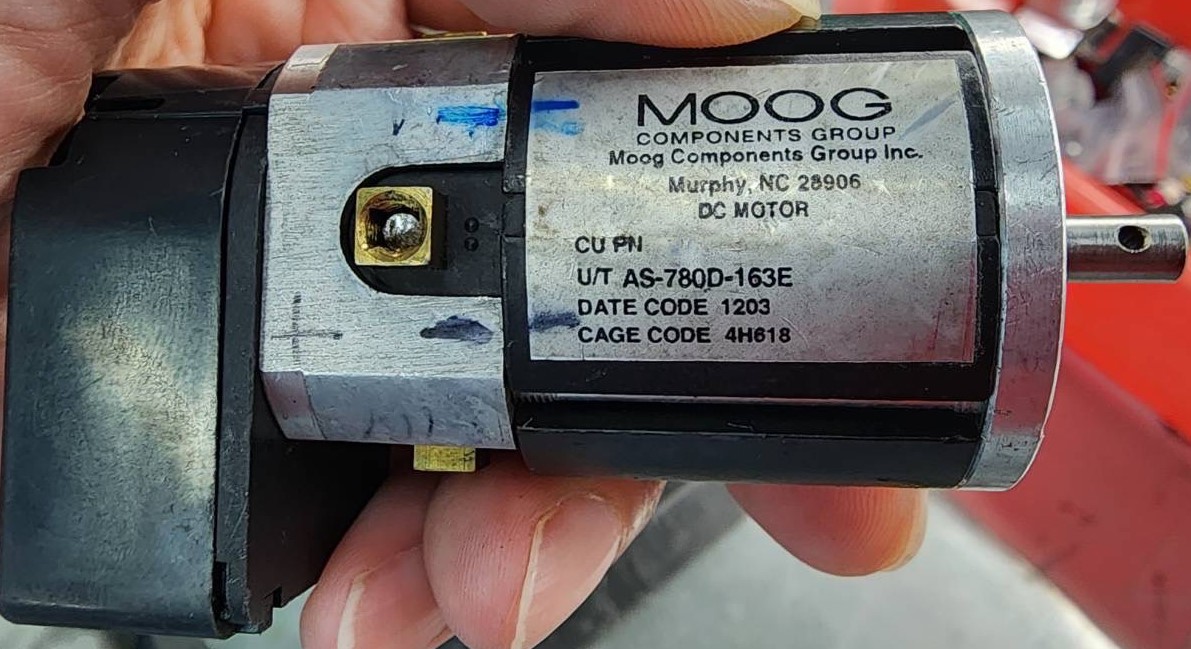 MOOG
COMPONENTS GROUP
Moog Components Group Inc.
Murphy, NC 28906
DC MOTOR
CU PN
U/T AS-780D-163E
DATE CODE 1203
CAGE CODE 4H618